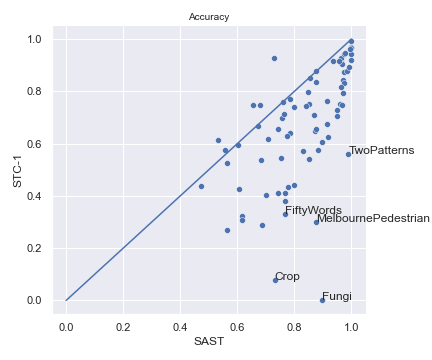 Accuracy
1.0
0.8
0.6
0.4
0.2
0.0
STC-1
TwoPatterns
FiftyWords
MelbournePedestrian
Crop
Fungi
0.0 0.2 0.4 0.6 0.8 1.0
SAST